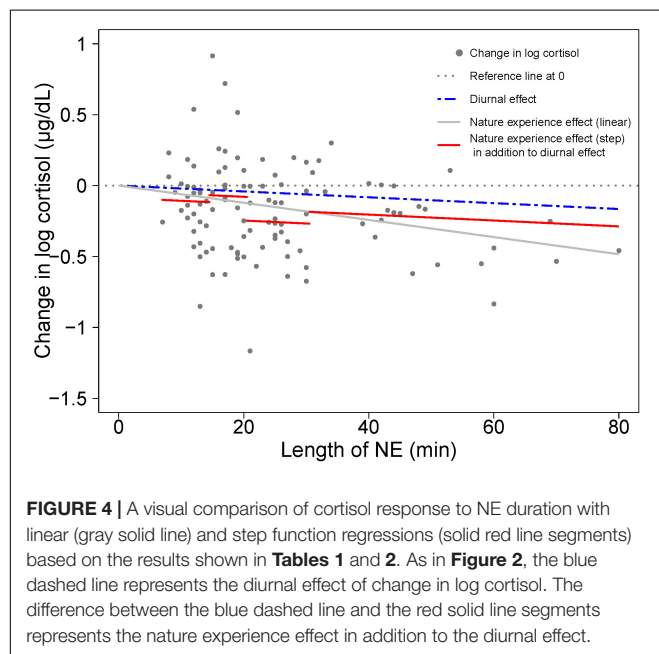 1
0.5
0
−0.5
−1
−1.5
Change in log cortisol (µg/dL)
Change in log cortisol
Reference line at 0
Diurnal effect
Nature experience effect (linear)
Nature experience effect (step)
in addition to diurnal effect
0 20 40 60 80
Length of NE (min)
FIGURE 4 | A visual comparison of cortisol response to NE duration with
linear (gray solid line) and step function regressions (solid red line segments)
based on the results shown in Tables 1 and 2. As in Figure 2, the blue
dashed line represents the diurnal effect of change in log cortisol. The
difference between the blue dashed line and the red solid line segments
represents the nature experience effect in addition to the diurnal effect.